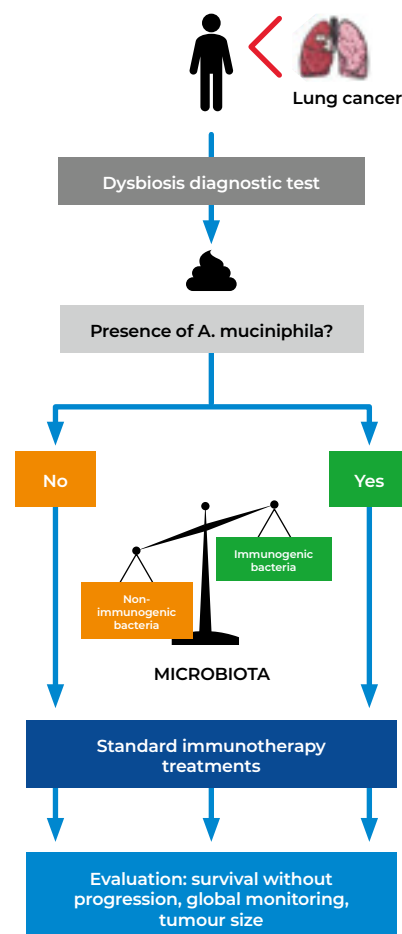 Lung cancer
Dysbiosis diagnostic test
Presence of A. muciniphila?
No
Yes
Immunogenic
bacteria
Non-
immunogenic
bacteria
MICROBIOTA
Standard immunotherapy
treatments
Evaluation: survival without
progression, global monitoring,
tumour size